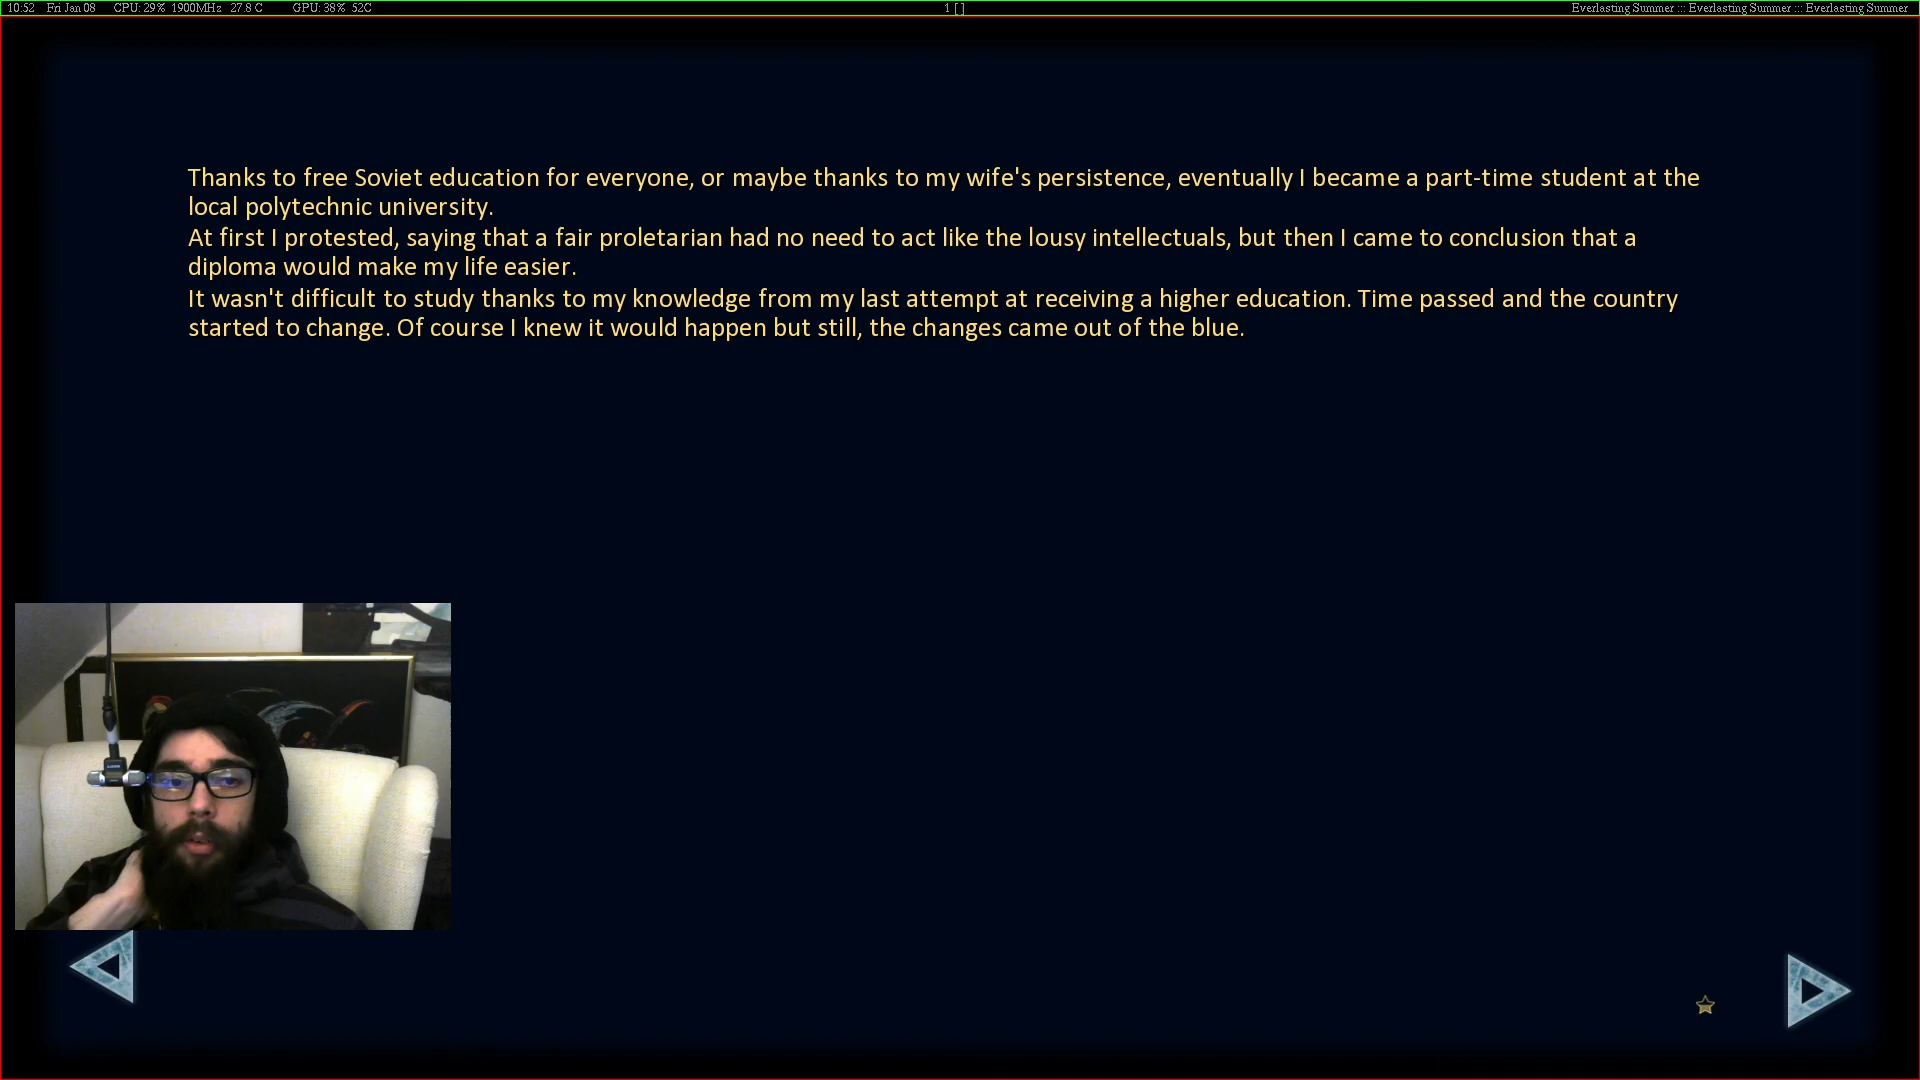 10:52 Fri Jan 08 CPU: 29% 1900MHz 27.8 C GPU: 38% 52C 1 [ ] Everlasting Summer ::: Everlasting Summer ::: Everlasting Summer
Thanks to free Soviet education for everyone, or maybe thanks to my wife's persistence, eventually I became a part-time student at the
local polytechnic university.
At first I protested, saying that a fair proletarian had no need to act like the lousy intellectuals, but then I came to conclusion that a
diploma would make my life easier.
It wasn't difficult to study thanks to my knowledge from my last attempt at receiving a higher education. Time passed and the country
started to change. Of course I knew it would happen but still, the changes came out of the blue.